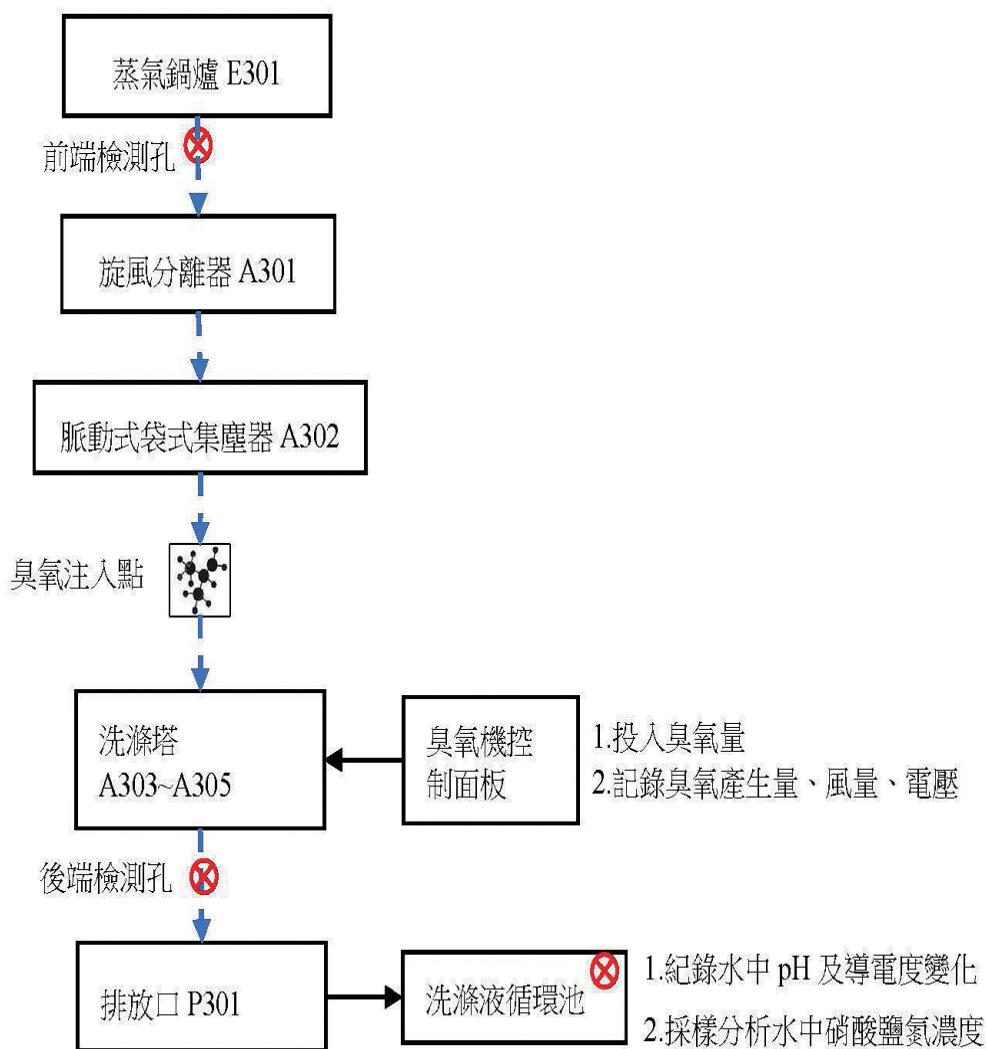 蒸氣鍋爐 E301
前端檢測孔
旋風分離器 A301
脈動式袋式集塵器 A302
臭氧注入點
洗滌塔
A303~A305
臭氧機控
制面板
1.投入臭氧量
2.記錄臭氧產生量、風量、電壓
後端檢測孔
排放口 P301
洗滌液循環池
1.紀錄水中 pH 及導電度變化
2.採樣分析水中硝酸鹽氮濃度